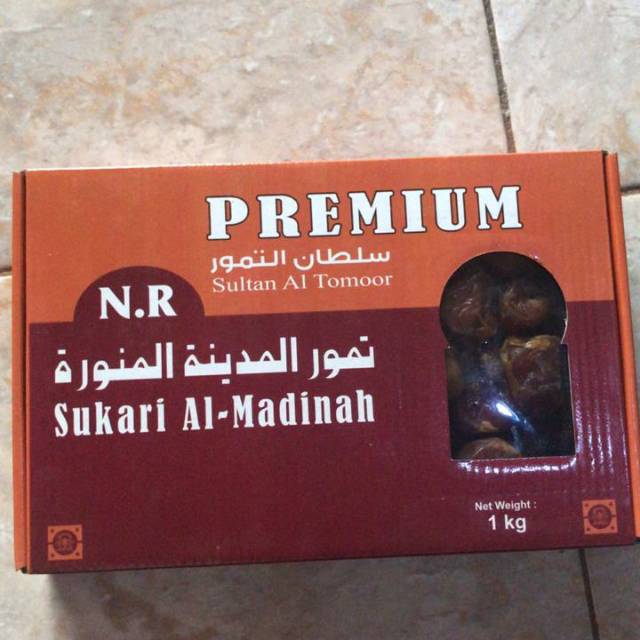 PREMIUM
سلطان التمور
Sultan Al Tomoor
N.R
تمور المدينة المنورة
Sukari Al-Madinah
Net Weight :
1 kg